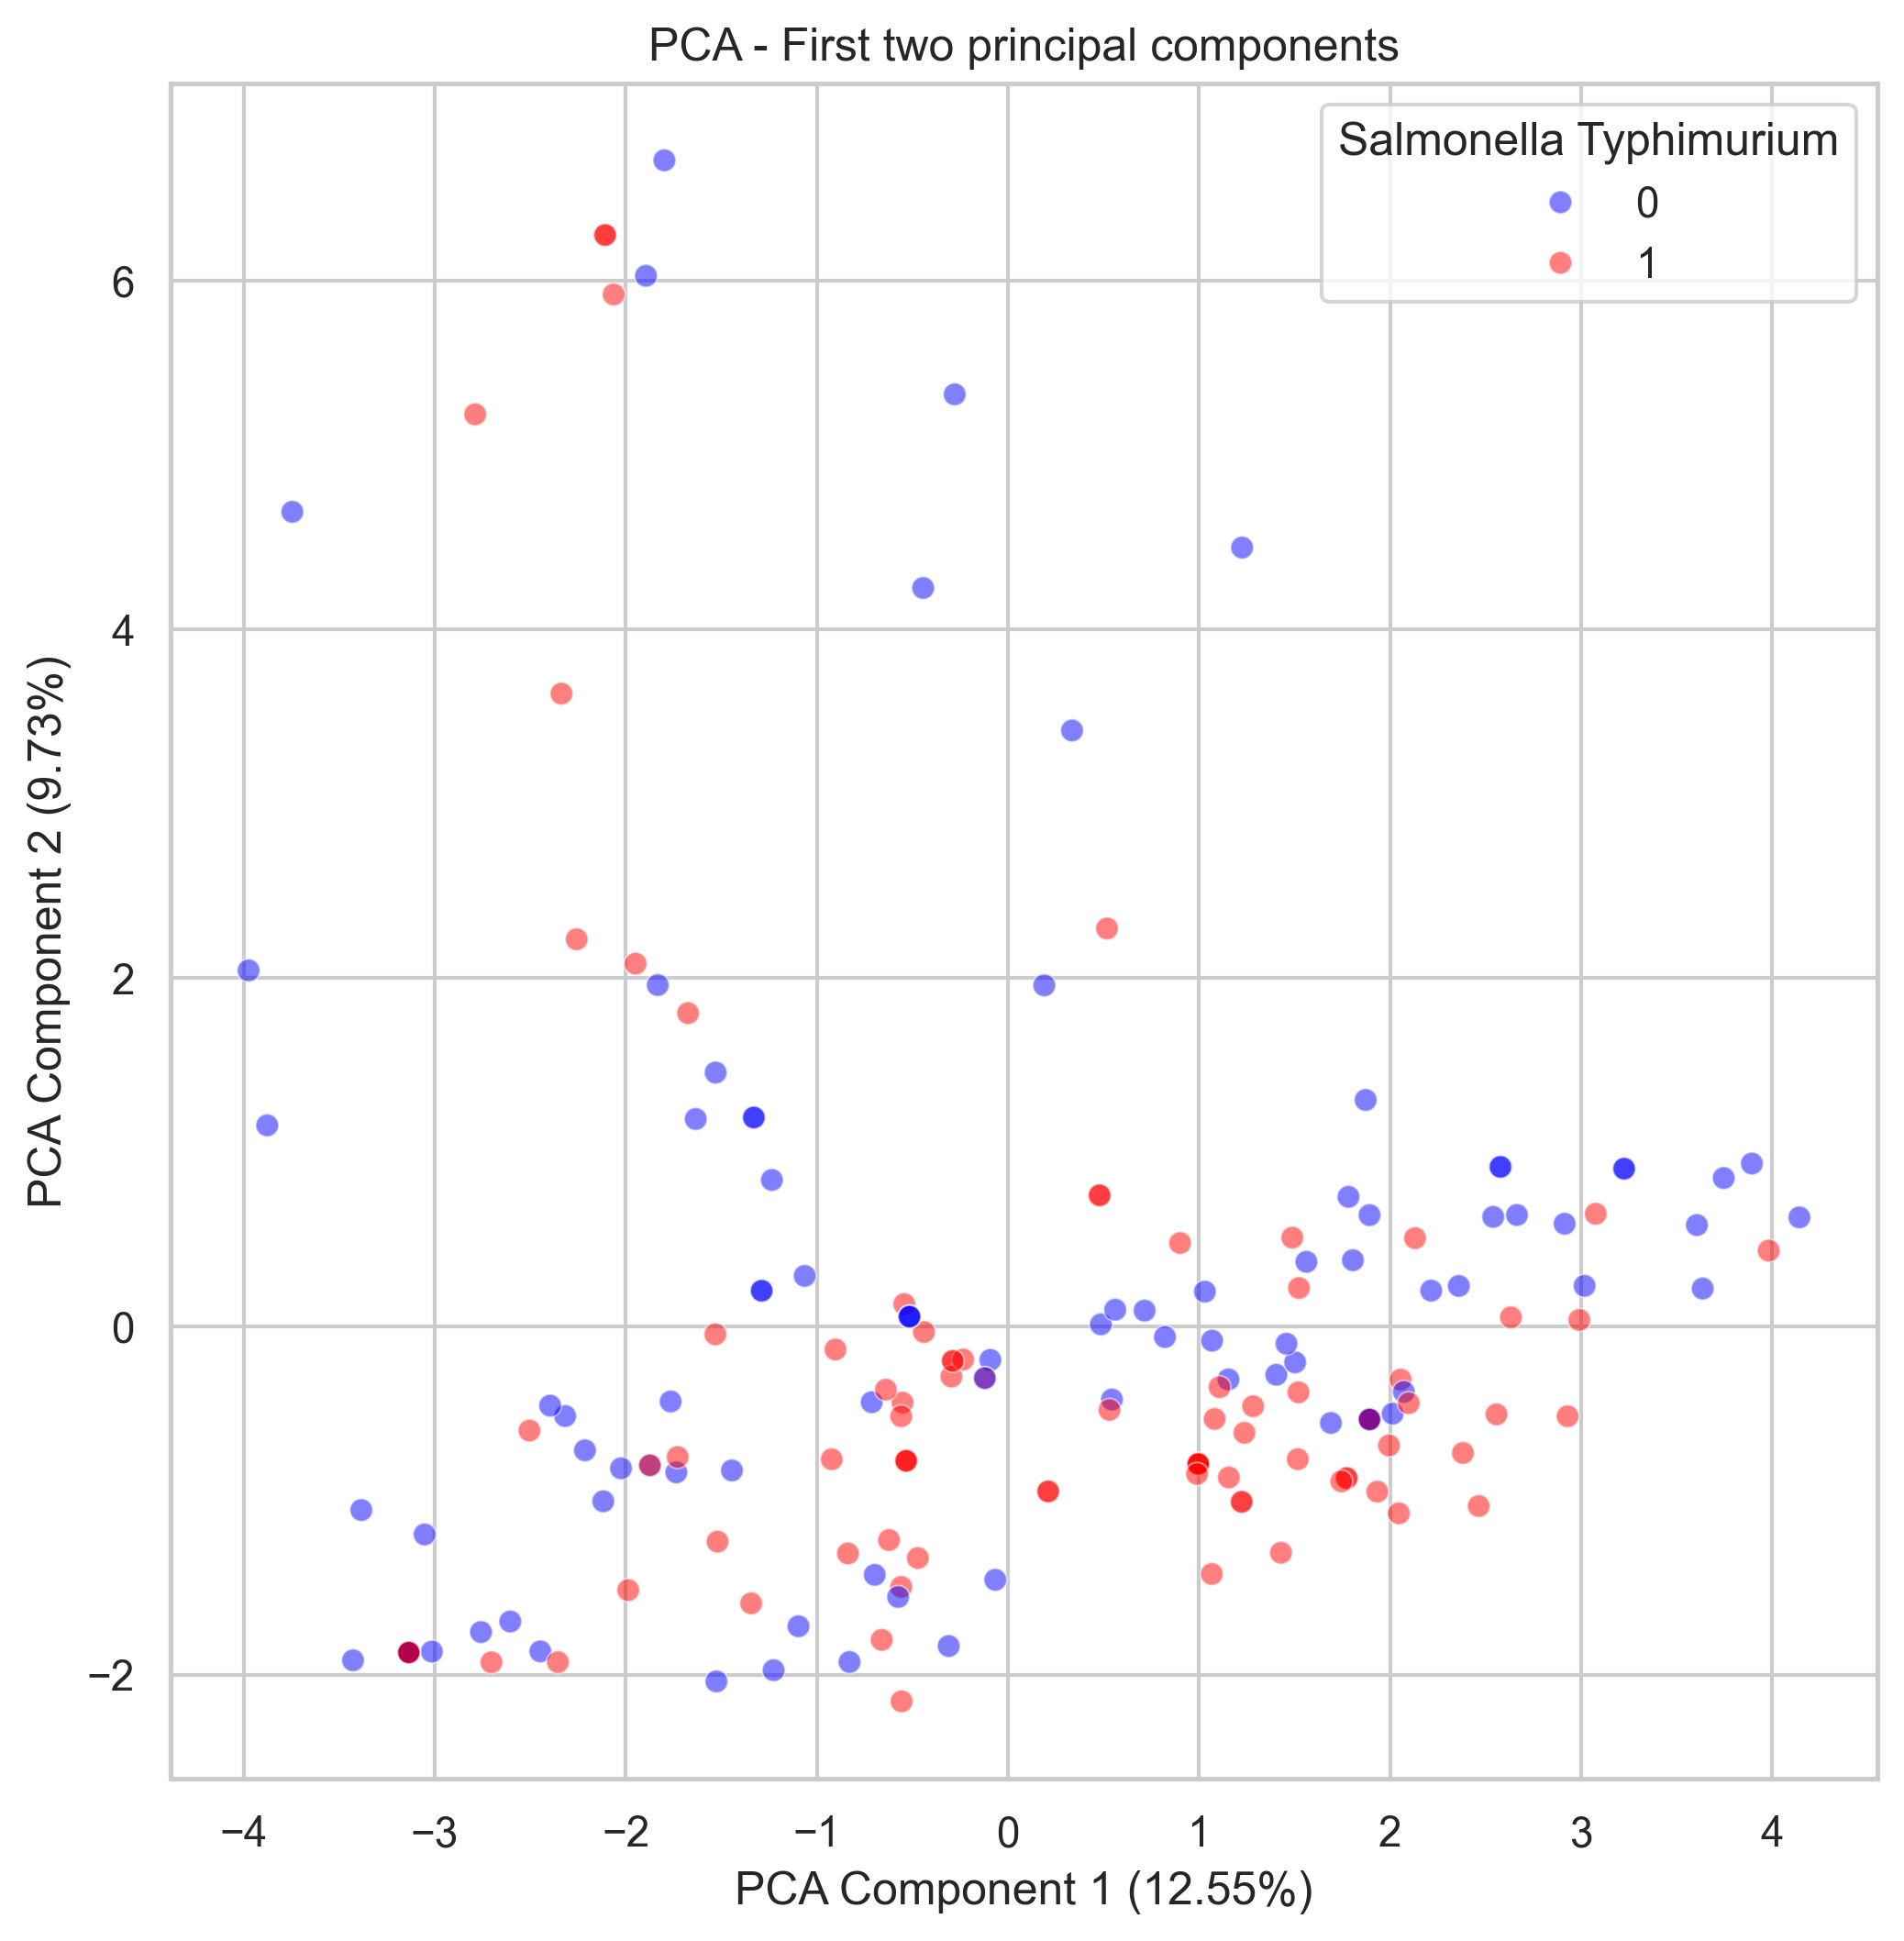 PCA - First two principal components
Salmonella Typhimurium
0
1
6
4
2
0
−2
PCA Component 2 (9.73%)
−4 −3 −2 −1 0 1 2 3 4
PCA Component 1 (12.55%)